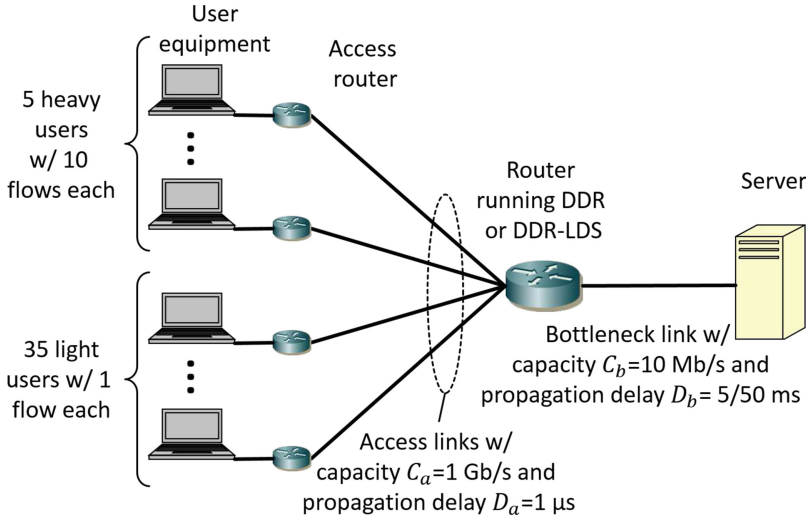 User
equipment
Access
router
5 heavy
users
w/ 10
flows each
Router
running DDR
or DDR-LDS
Server
35 light
users w/ 1
flow each
Bottleneck link w/
capacity C_b=10 Mb/s and
propagation delay D_b= 5/50 ms
Access links w/
capacity C_a=1 Gb/s and
propagation delay D_a=1 μs